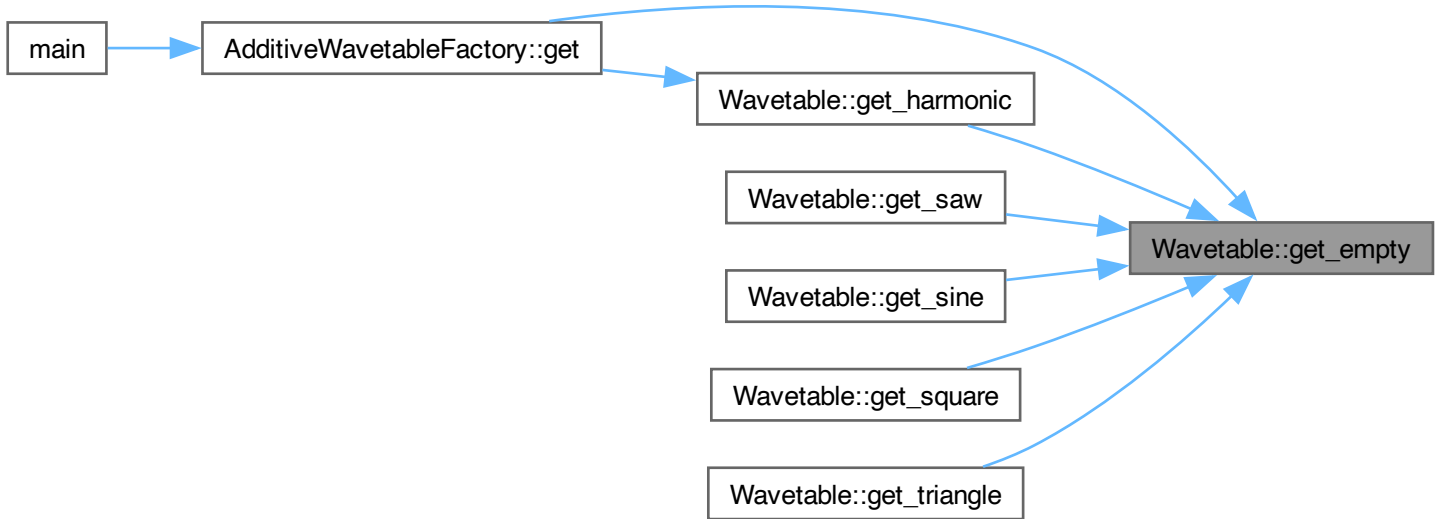 main
AdditiveWavetableFactory::get
Wavetable::get_harmonic
Wavetable::get_saw
Wavetable::get_empty
Wavetable::get_sine
Wavetable::get_square
Wavetable::get_triangle